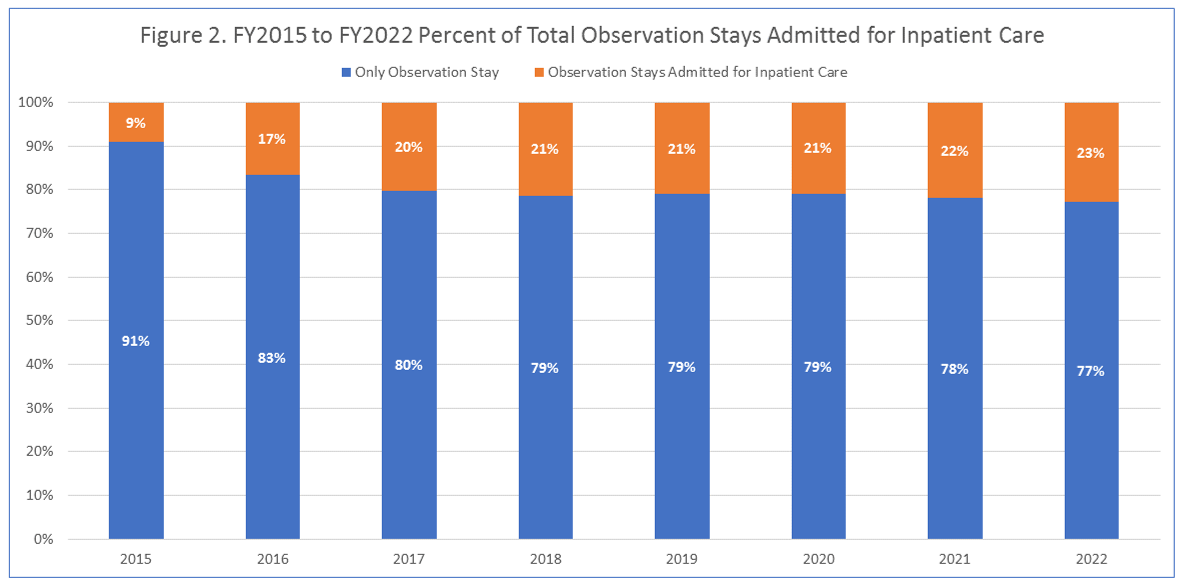 Figure 2. FY2015 to FY2022 Percent of Total Observation Stays Admitted for Inpatient Care
Only Observation Stay Observation Stays Admitted for Inpatient Care
100%
9% 17% 20% 21% 21% 21% 22% 23%
90%
80%
70%
60%
50%
91% 83% 80% 79% 79% 79% 78% 77%
40%
30%
20%
10%
0%
2015 2016 2017 2018 2019 2020 2021 2022